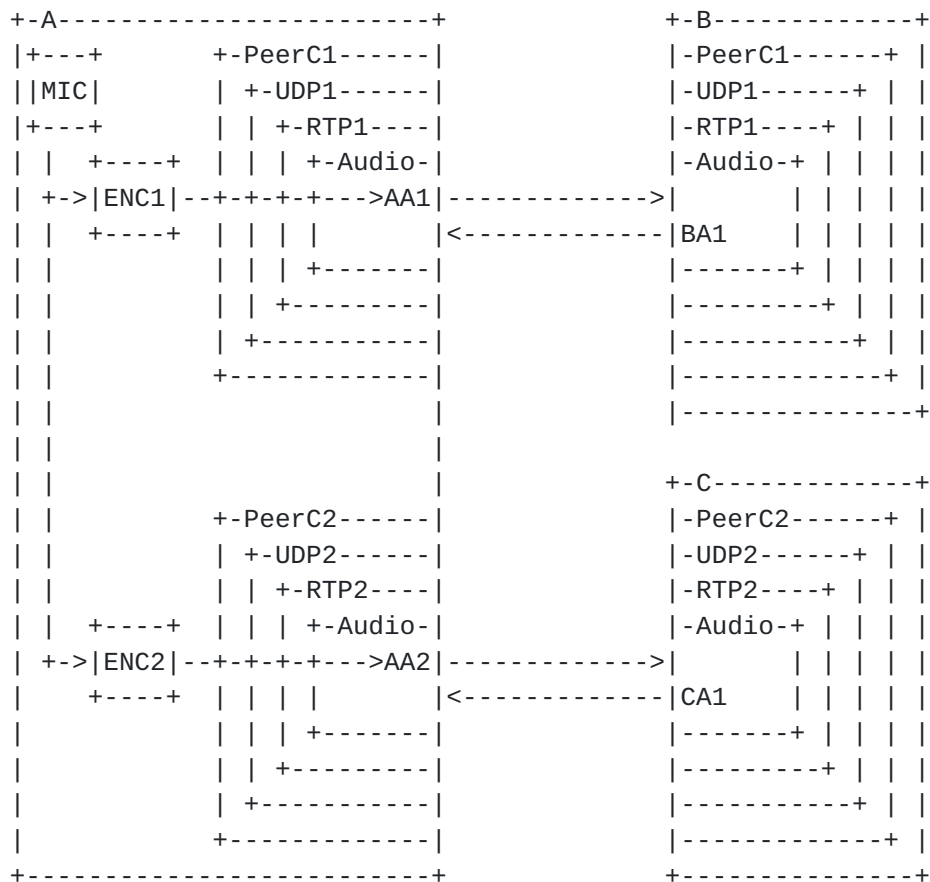 +-A------------------------+              +-B-------------+
|+---+       +-PeerC1------|              |-PeerC1------+ |
||MIC|       | +-UDP1------|              |-UDP1------+ | |
|+---+       | | +-RTP1----|              |-RTP1----+ | | |
| |  +----+  | | | +-Audio-|              |-Audio-+ | | | |
| +->|ENC1|--+-+-+-+--->AA1|------------->|       | | | | |
| |  +----+  | | | |       |<-------------|BA1    | | | | |
| |          | | | +-------|              |-------+ | | | |
| |          | | +---------|              |---------+ | | |
| |          | +-----------|              |-----------+ | |
| |          +-------------|              |-------------+ |
| |                        |              |---------------+
| |                        |
| |                        |              +-C-------------+
| |          +-PeerC2------|              |-PeerC2------+ |
| |          | +-UDP2------|              |-UDP2------+ | |
| |          | | +-RTP2----|              |-RTP2----+ | | |
| |  +----+  | | | +-Audio-|              |-Audio-+ | | | |
| +->|ENC2|--+-+-+-+--->AA2|------------->|       | | | | |
|    +----+  | | | |       |<-------------|CA1    | | | | |
|            | | | +-------|              |-------+ | | | |
|            | | +---------|              |---------+ | | |
|            | +-----------|              |-----------+ | |
|            +-------------|              |-------------+ |
+--------------------------+              +---------------+